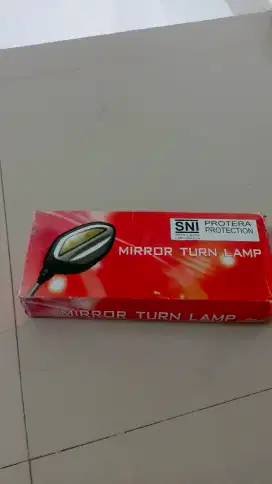 SNI
PROTERA
PROTECTION
MIRROR TURN LAMP
MIRROR TURN LAMP